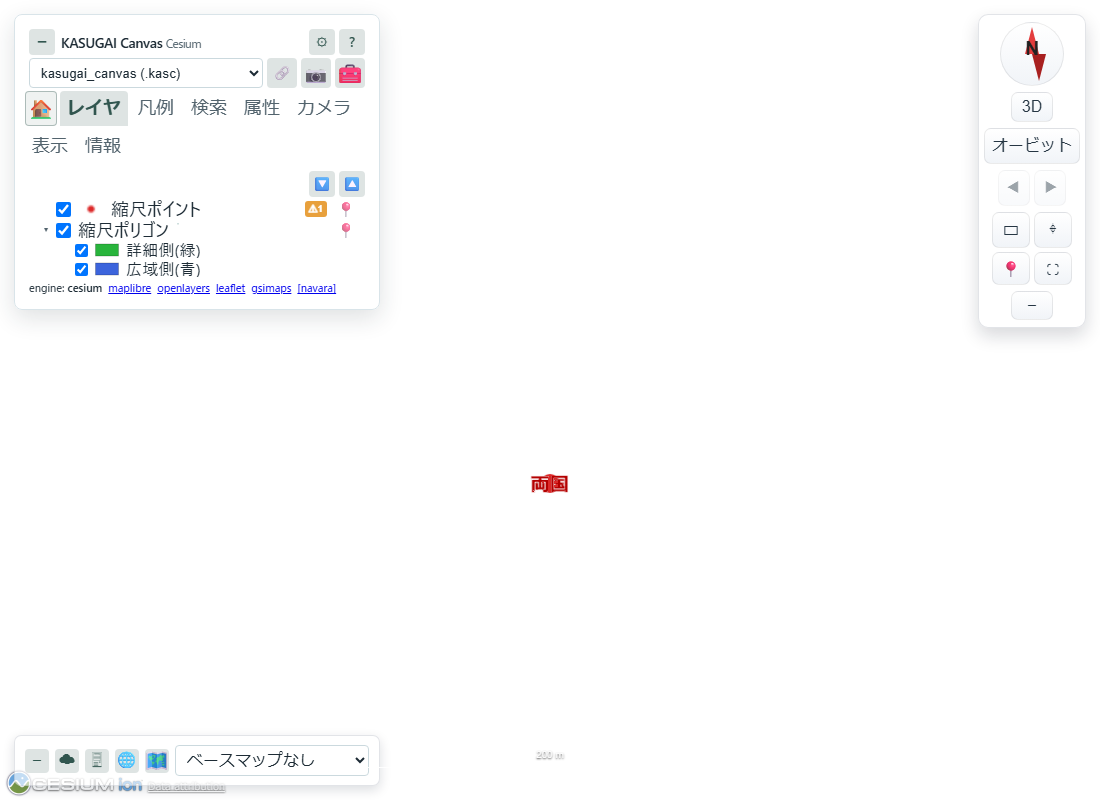 KASUGAI Canvas Cesium
?
kasugai_canvas (.kasc)
レイヤ 凡例 検索 属性 カメラ
表示 情報
縮尺ポイント
1
縮尺ポリゴン
詳細側(緑)
広域側(青)
engine: cesium maplibre openlayers leaflet gsimaps [navara]
N
3D
オービット
両国
200 m
ベースマップなし
CESIUM ion Data attribution